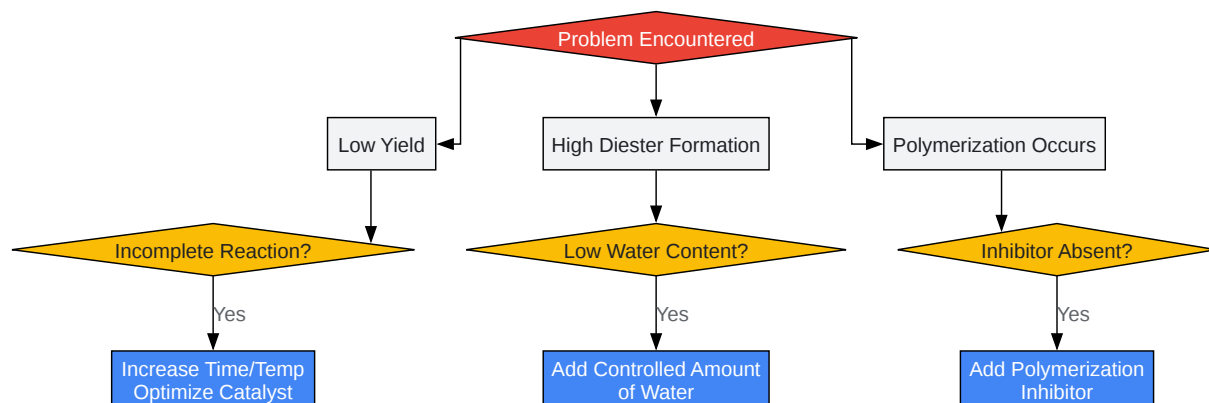 Problem Encountered
Low Yield
High Diester Formation
Polymerization Occurs
Incomplete Reaction?
Low Water Content?
Inhibitor Absent?
Yes
Yes
Yes
Increase Time/Temp
Optimize Catalyst
Add Controlled Amount
of Water
Add Polymerization
Inhibitor